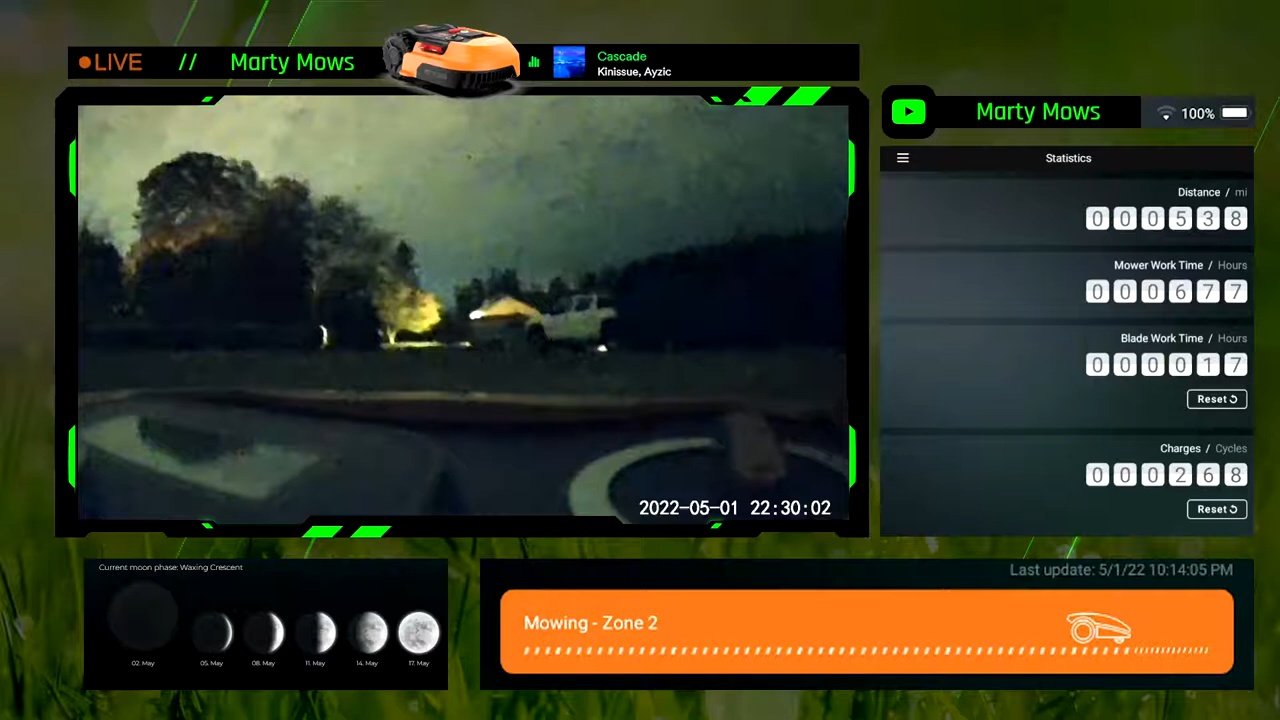 LIVE // Marty Mows
Cascade
Kinissue, Ayzic
Marty Mows
100%
Statistics
Distance / mi
000538
Mower Work Time / Hours
000677
Blade Work Time / Hours
000017
Reset
Charges / Cycles
000268
Reset
2022-05-01 22:30:02
Current moon phase: Waxing Crescent
02. May 05. May 08. May 11. May 14. May 17. May
Last update: 5/1/22 10:14:05 PM
Mowing - Zone 2